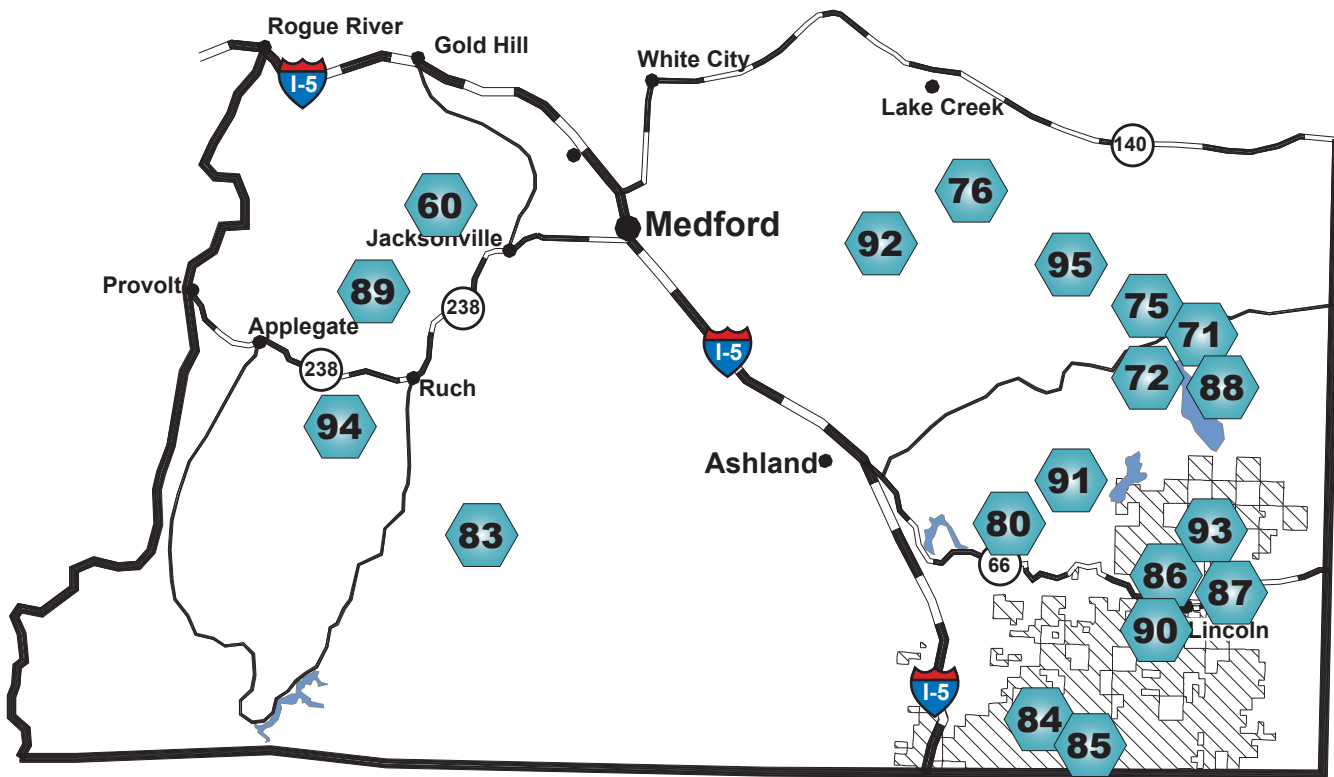 Rogue River
Gold Hill
I-5
White City
Lake Creek
140
76
60
Medford
Jacksonville
92
95
Provolt
89
238
75
71
Applegate
I-5
238
72
88
Ruch
94
Ashland
91
80
93
83
66
86
87
90
Lincoln
I-5
84
85